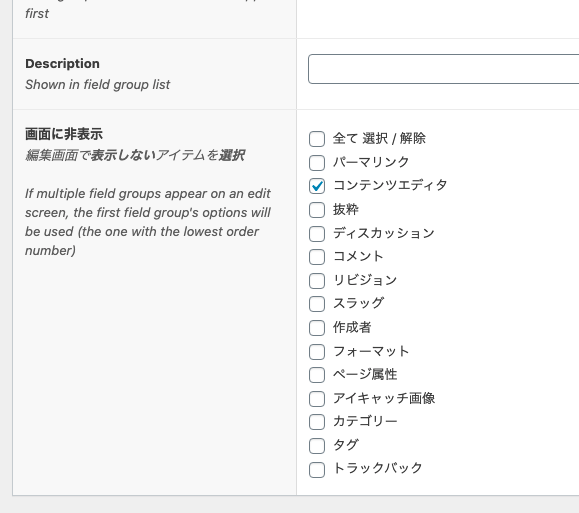 first
Description
Shown in field group list
画面に非表示
編集画面で表示しないアイテムを選択
If multiple field groups appear on an edit
screen, the first field group's options will
be used (the one with the lowest order
number)
全て 選択 / 解除
パーマリンク
コンテンツエディタ
抜粋
ディスカッション
コメント
リビジョン
スラッグ
作成者
フォーマット
ページ属性
アイキャッチ画像
カテゴリー
タグ
トラックバック